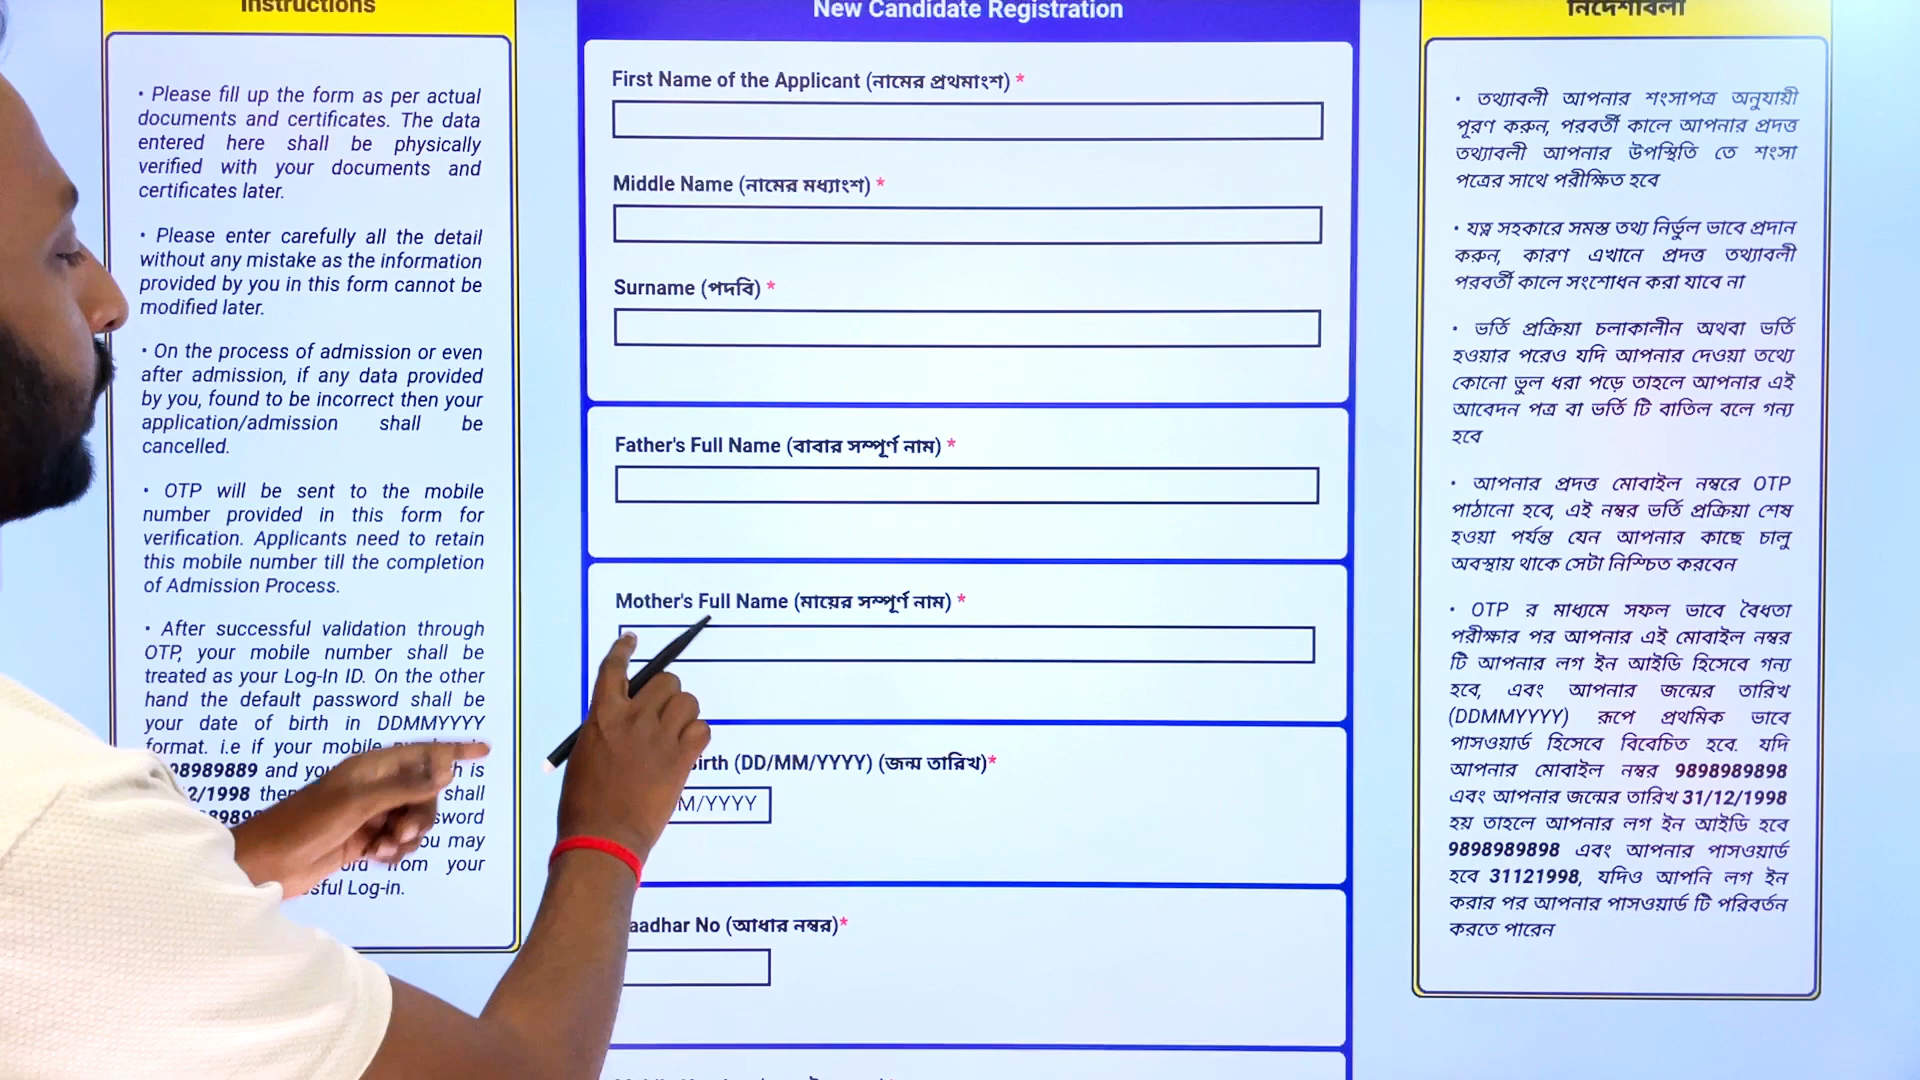 Instructions
• Please fill up the form as per actual
documents and certificates. The data
entered here shall be physically
verified with your documents and
certificates later.
• Please enter carefully all the detail
without any mistake as the information
provided by you in this form cannot be
modified later.
• On the process of admission or even
after admission, if any data provided
by you, found to be incorrect then your
application/admission shall be
cancelled.
• OTP will be sent to the mobile
number provided in this form for
verification. Applicants need to retain
this mobile number till the completion
of Admission Process.
• After successful validation through
OTP, your mobile number shall be
treated as your Log-In ID. On the other
hand the default password shall be
your date of birth in DDMMYYYY
format. i.e if your mobile
98989889 and is
2/1998 shall
may
from your
Log-in.
New Candidate Registration
First Name of the Applicant (নামের প্রথমাংশ) *
Middle Name (নামের মধ্যাংশ) *
Surname (পদবি) *
Father's Full Name (বাবার সম্পূর্ণ নাম) *
Mother's Full Name (মায়ের সম্পূর্ণ নাম) *
Birth (DD/MM/YYYY) (জন্ম তারিখ)*
M/YYYY
aadhar No (আধার নম্বর)*
নির্দেশাবলী
• তথ্যাবলী আপনার শংসাপত্র অনুযায়ী
পূরণ করুন, পরবর্তী কালে আপনার প্রদত্ত
তথ্যাবলী আপনার উপস্থিতি তে শংসা
পত্রের সাথে পরীক্ষিত হবে
• যত্ন সহকারে সমস্ত তথ্য নির্ভুল ভাবে প্রদান
করুন, কারণ এখানে প্রদত্ত তথ্যাবলী
পরবর্তী কালে সংশোধন করা যাবে না
• ভর্তি প্রক্রিয়া চলাকালীন অথবা ভর্তি
হওয়ার পরেও যদি আপনার দেওয়া তথ্যে
কোনো ভুল ধরা পড়ে তাহলে আপনার এই
আবেদন পত্র বা ভর্তি টি বাতিল বলে গন্য
হবে
• আপনার প্রদত্ত মোবাইল নম্বরে OTP
পাঠানো হবে, এই নম্বর ভর্তি প্রক্রিয়া শেষ
হওয়া পর্যন্ত যেন আপনার কাছে চালু
অবস্থায় থাকে সেটা নিশ্চিত করবেন
• OTP র মাধ্যমে সফল ভাবে বৈধতা
পরীক্ষার পর আপনার এই মোবাইল নম্বর
টি আপনার লগ ইন আইডি হিসেবে গন্য
হবে, এবং আপনার জন্মের তারিখ
(DDMMYYYY) রূপে প্রথমিক ভাবে
পাসওয়ার্ড হিসেবে বিবেচিত হবে. যদি
আপনার মোবাইল নম্বর 9898989898
এবং আপনার জন্মের তারিখ 31/12/1998
হয় তাহলে আপনার লগ ইন আইডি হবে
9898989898 এবং আপনার পাসওয়ার্ড
হবে 31121998, যদিও আপনি লগ ইন
করার পর আপনার পাসওয়ার্ড টি পরিবর্তন
করতে পারেন